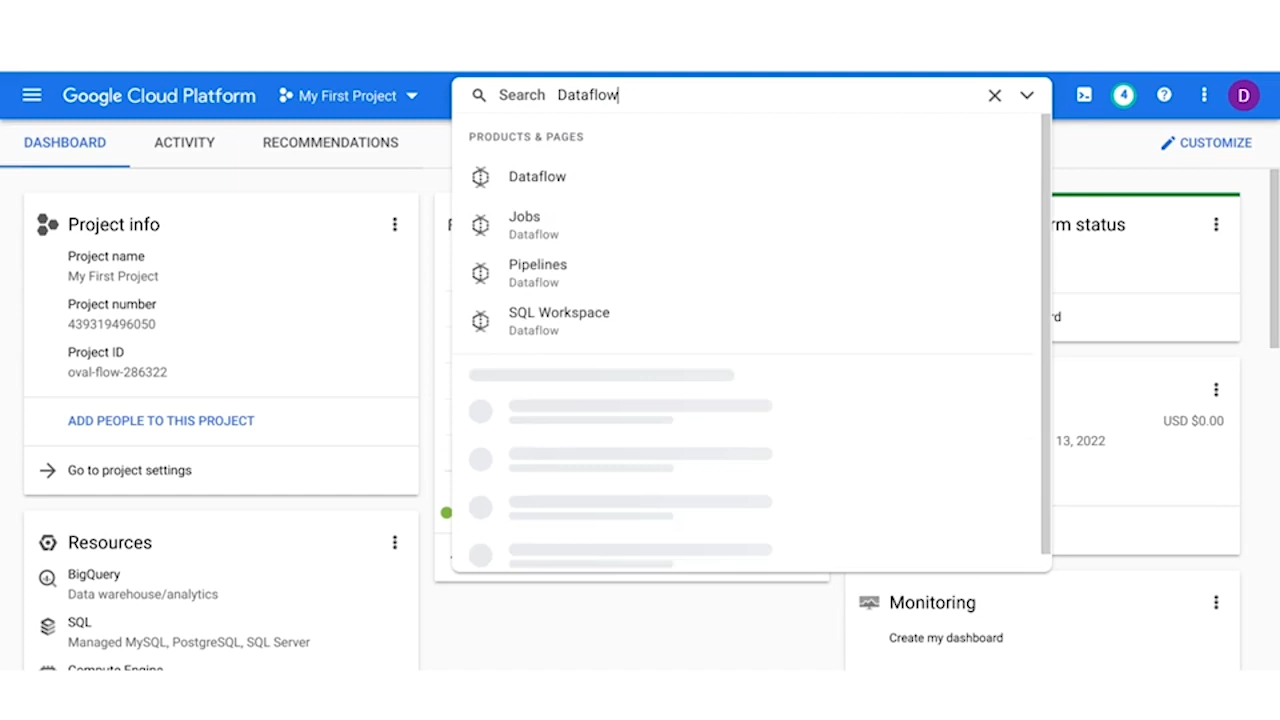 Google Cloud Platform
My First Project
Search Dataflow
4
D
DASHBOARD
ACTIVITY
RECOMMENDATIONS
CUSTOMIZE
PRODUCTS & PAGES
Dataflow
Jobs
Dataflow
Pipelines
Dataflow
SQL Workspace
Dataflow
Project info
Project name
My First Project
Project number
439319496050
Project ID
oval-flow-286322
ADD PEOPLE TO THIS PROJECT
Go to project settings
Resources
BigQuery
Data warehouse/analytics
SQL
Managed MySQL, PostgreSQL, SQL Server
Compute Engine
rm status
rd
USD $0.00
13, 2022
Monitoring
Create my dashboard